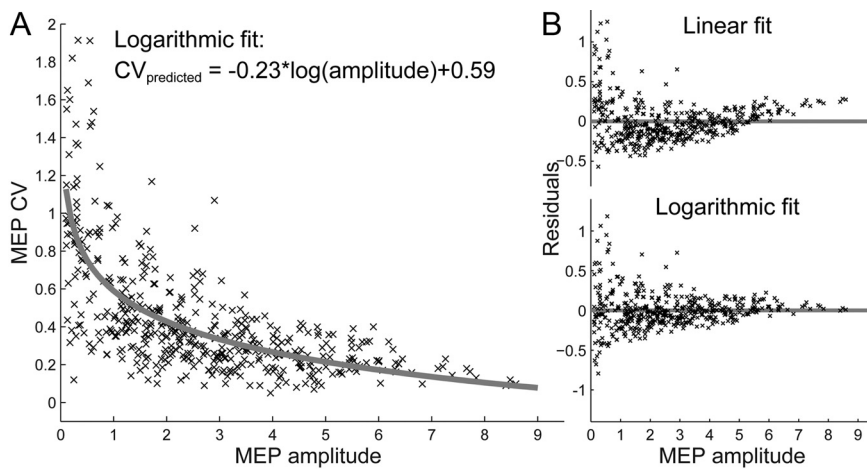 A
Logarithmic fit:
CVpredicted = -0.23*log(amplitude)+0.59
MEP CV
2
1.8
1.6
1.4
1.2
1
0.8
0.6
0.4
0.2
0
0 1 2 3 4 5 6 7 8 9
MEP amplitude
B
Linear fit
1
0.5
0
−0.5
Residuals
Logarithmic fit
1
0.5
0
−0.5
-1
0 1 2 3 4 5 6 7 8 9
MEP amplitude